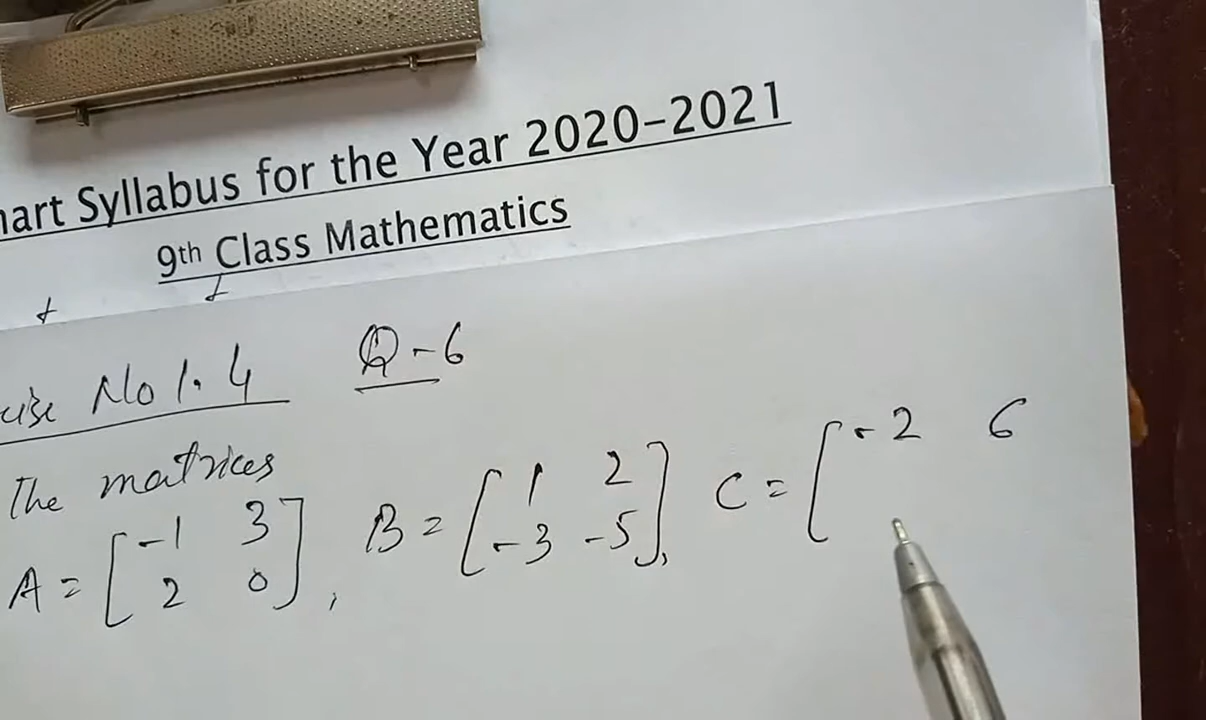 art Syllabus for the Year 2020-2021
9th Class Mathematics
No 1.4 Q-6
The matrices
A = [-1 3
2 0], B = [1 2
-3 -5], C = [-2 6